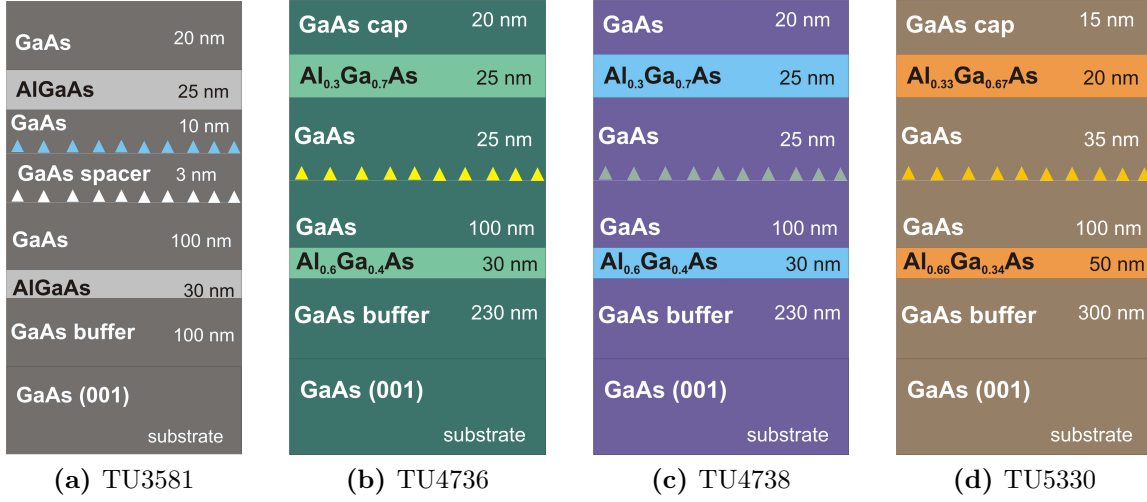 GaAs 20 nm
AlGaAs 25 nm
GaAs 10 nm
GaAs spacer 3 nm
GaAs 100 nm
AlGaAs 30 nm
GaAs buffer 100 nm
GaAs (001)
substrate
(a) TU3581
GaAs cap 20 nm
Al₀.₃Ga₀.₇As 25 nm
GaAs 25 nm
GaAs 100 nm
Al₀.₆Ga₀.₄As 30 nm
GaAs buffer 230 nm
GaAs (001)
substrate
(b) TU4736
GaAs 20 nm
Al₀.₃Ga₀.₇As 25 nm
GaAs 25 nm
GaAs 100 nm
Al₀.₆Ga₀.₄As 30 nm
GaAs buffer 230 nm
GaAs (001)
substrate
(c) TU4738
GaAs cap 15 nm
Al₀.₃₃Ga₀.₆₇As 20 nm
GaAs 35 nm
GaAs 100 nm
Al₀.₆₆Ga₀.₃₄As 50 nm
GaAs buffer 300 nm
GaAs (001)
substrate
(d) TU5330